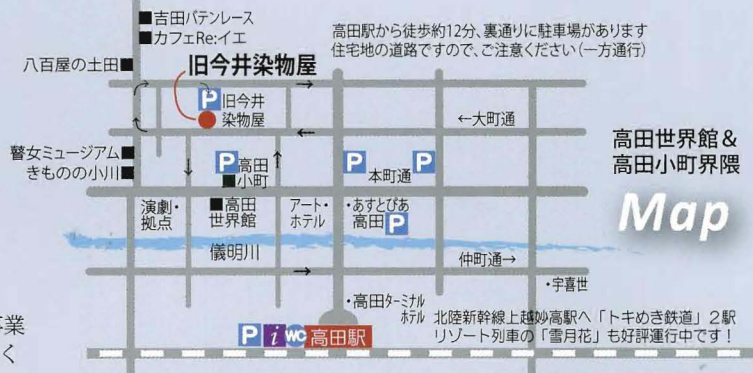 ■吉田バテンレース
■カフェRe:イエ
高田駅から徒歩約12分、裏通りに駐車場があります
住宅地の道路ですので、ご注意ください(一方通行)
八百屋の土田■
旧今井染物屋
P 旧今井
染物屋
←大町通
高田世界館&
高田小町界隈
Map
瞽女ミュージアム■
きものの小川■
P 高田
■小町
P
P
本町通
演劇・
拠点
■高田
世界館
アート・
ホテル
・あすとぴあ
高田 P
儀明川
仲町通→
・宇喜世
・高田ターミナル
ホテル
北陸新幹線上越妙高駅へ「トキめき鉄道」2駅
リゾート列車の「雪月花」も好評運行中です!
P i WC 高田駅
事業
く